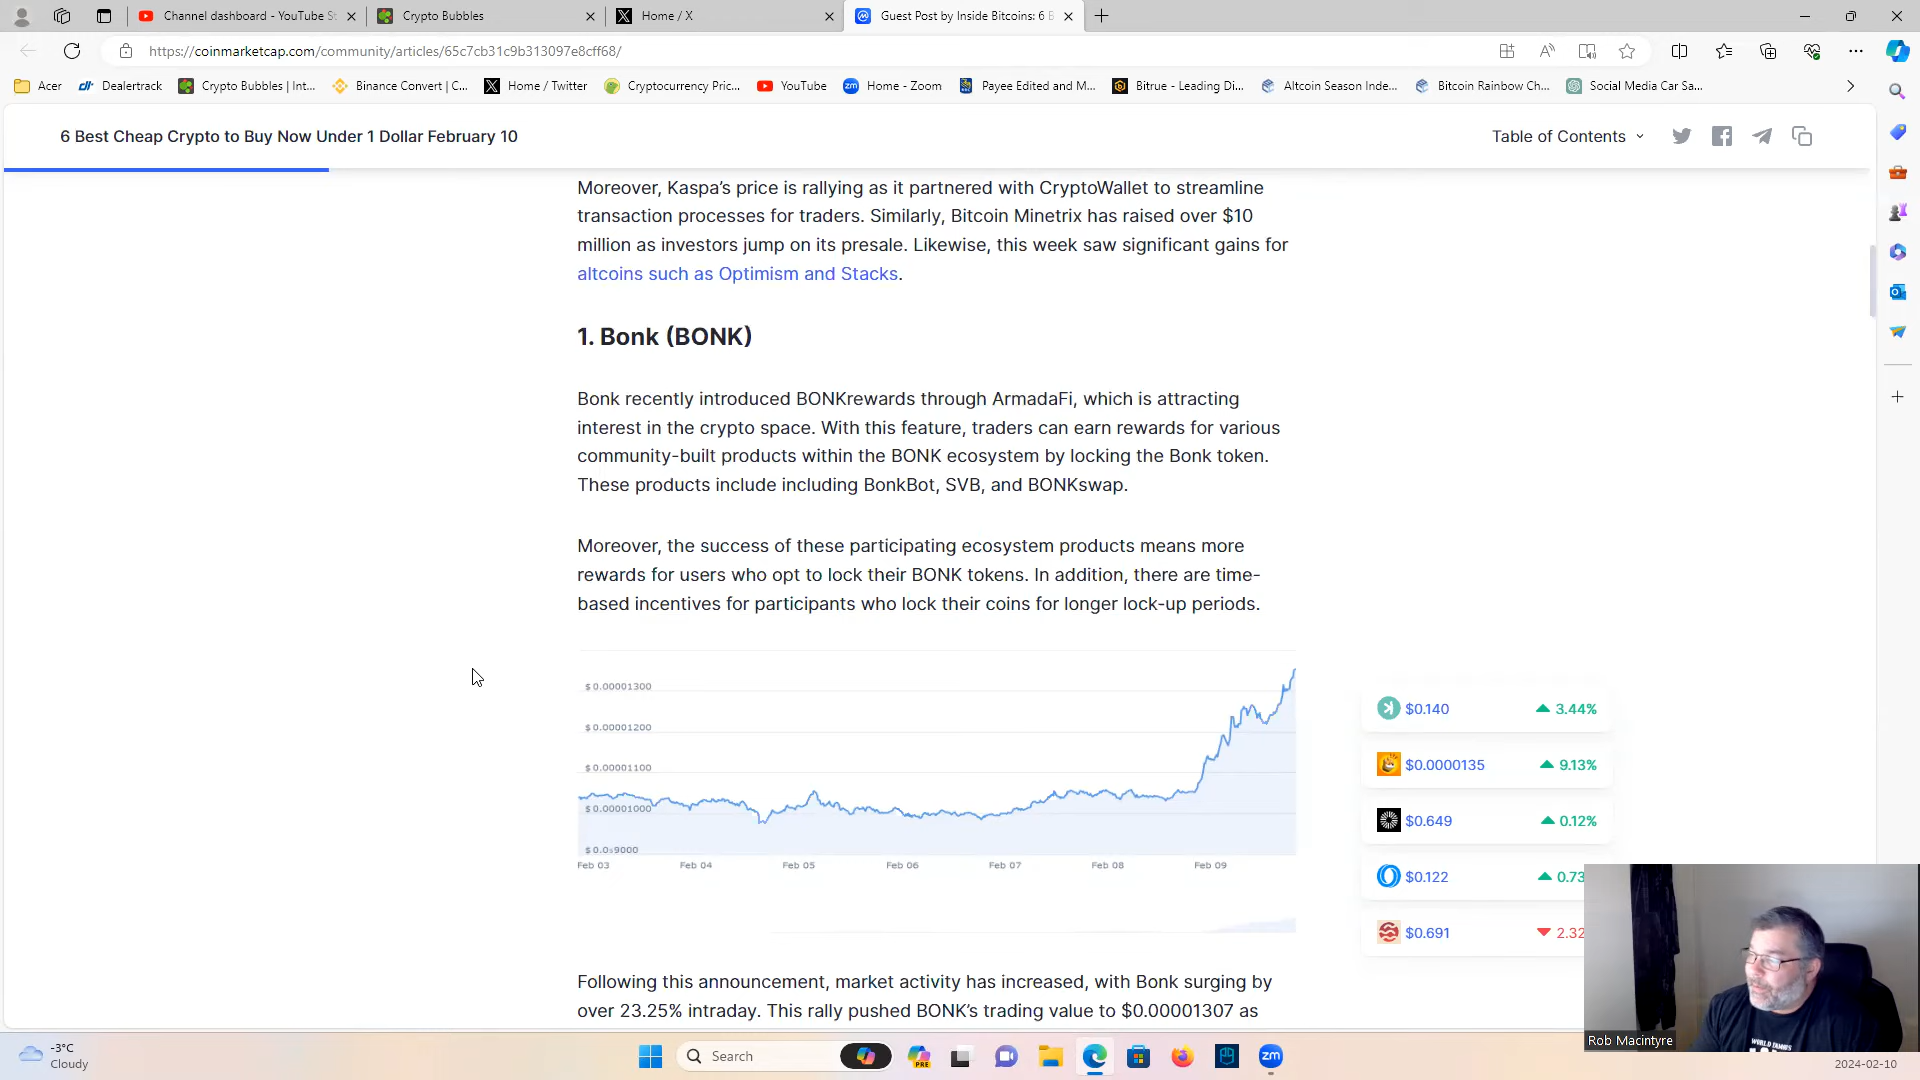 Channel dashboard - YouTube St
Crypto Bubbles
Home / X
Guest Post by Inside Bitcoins: 6 B
https://coinmarketcap.com/community/articles/65c7cb31c9b313097e8cff68/
Acer
Dealertrack
Crypto Bubbles | Int...
Binance Convert | C...
Home / Twitter
Cryptocurrency Pric...
YouTube
Home - Zoom
Payee Edited and M...
Bitrue - Leading Di...
Altcoin Season Inde...
Bitcoin Rainbow Ch...
Social Media Car Sa...
6 Best Cheap Crypto to Buy Now Under 1 Dollar February 10
Table of Contents
Moreover, Kaspa’s price is rallying as it partnered with CryptoWallet to streamline
transaction processes for traders. Similarly, Bitcoin Minetrix has raised over $10
million as investors jump on its presale. Likewise, this week saw significant gains for
altcoins such as Optimism and Stacks.
1. Bonk (BONK)
Bonk recently introduced BONKrewards through ArmadaFi, which is attracting
interest in the crypto space. With this feature, traders can earn rewards for various
community-built products within the BONK ecosystem by locking the Bonk token.
These products include including BonkBot, SVB, and BONKswap.
Moreover, the success of these participating ecosystem products means more
rewards for users who opt to lock their BONK tokens. In addition, there are time-
based incentives for participants who lock their coins for longer lock-up periods.
$0.00001300
$0.00001200
$0.00001100
$0.00001000
$0.0₅9000
Feb 03
Feb 04
Feb 05
Feb 06
Feb 07
Feb 08
Feb 09
$0.140 3.44%
$0.0000135 9.13%
$0.649 0.12%
$0.122 0.73
$0.691 2.32
Following this announcement, market activity has increased, with Bonk surging by
over 23.25% intraday. This rally pushed BONK’s trading value to $0.00001307 as
Rob Macintyre
WORLD FAMOUS
-3°C
Cloudy
Search
PRE
zm
2024-02-10